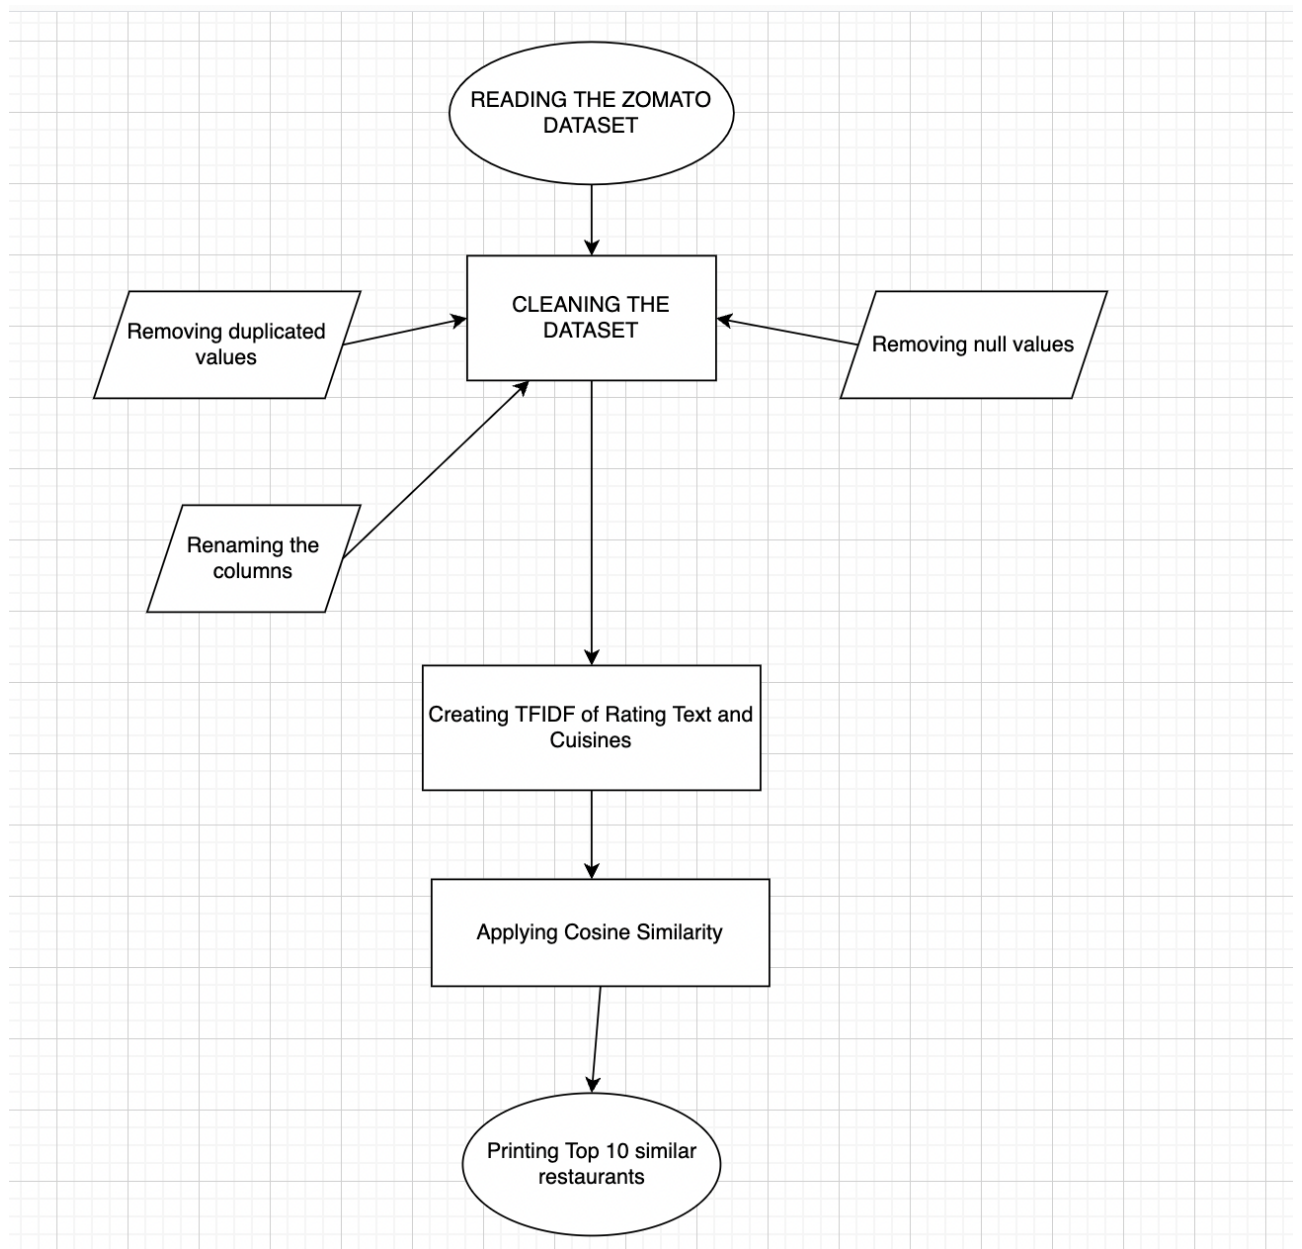 READING THE ZOMATO
DATASET
CLEANING THE
DATASET
Removing duplicated
values
Removing null values
Renaming the
columns
Creating TFIDF of Rating Text and
Cuisines
Applying Cosine Similarity
Printing Top 10 similar
restaurants